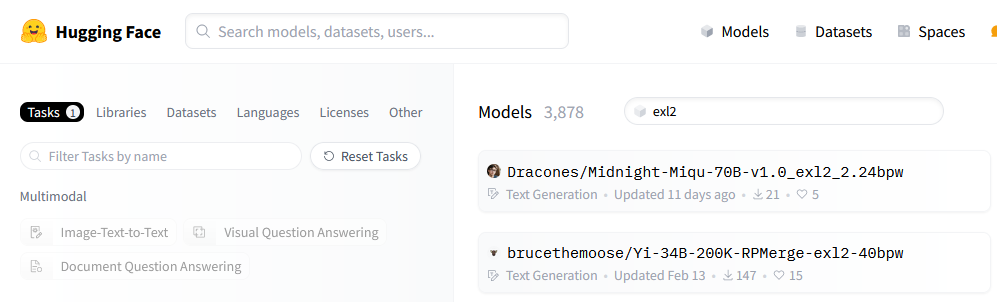 Hugging Face
Search models, datasets, users...
Models
Datasets
Spaces
Tasks 1
Libraries
Datasets
Languages
Licenses
Other
Filter Tasks by name
Reset Tasks
Multimodal
Image-Text-to-Text
Visual Question Answering
Document Question Answering
Models 3,878
exl2
Dracones/Midnight-Miqu-70B-v1.0_exl2_2.24bpw
Text Generation • Updated 11 days ago • 21 • 5
brucethemoose/Yi-34B-200K-RPMerge-exl2-40bpw
Text Generation • Updated Feb 13 • 147 • 15